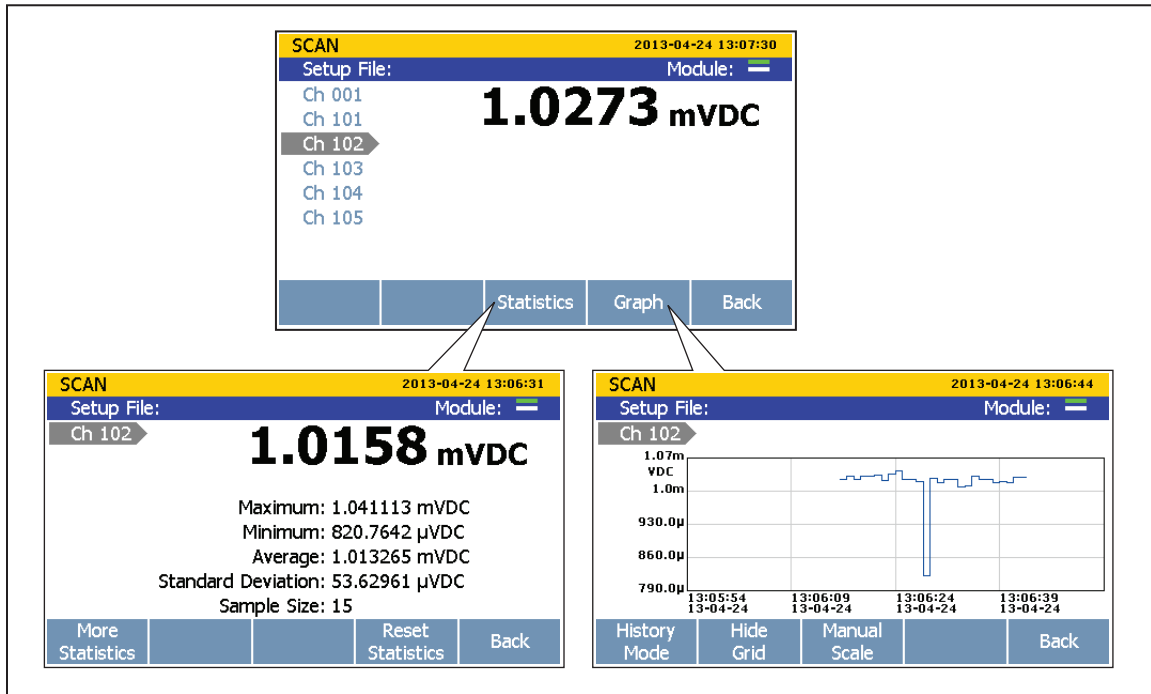 SCAN 2013-04-24 13:07:30
Setup File: Module:
Ch 001
1.0273 mVDC
Ch 101
Ch 102
Ch 103
Ch 104
Ch 105
Statistics Graph Back
SCAN 2013-04-24 13:06:31
Setup File: Module:
Ch 102
1.0158 mVDC
Maximum: 1.041113 mVDC
Minimum: 820.7642 µVDC
Average: 1.013265 mVDC
Standard Deviation: 53.62961 µVDC
Sample Size: 15
More Statistics
Reset Statistics
Back
SCAN 2013-04-24 13:06:44
Setup File: Module:
Ch 102
1.07m
VDC
1.0m
930.0µ
860.0µ
790.0µ
13:05:54 13:06:09 13:06:24 13:06:39
13-04-24 13-04-24 13-04-24 13-04-24
History Mode
Hide Grid
Manual Scale
Back